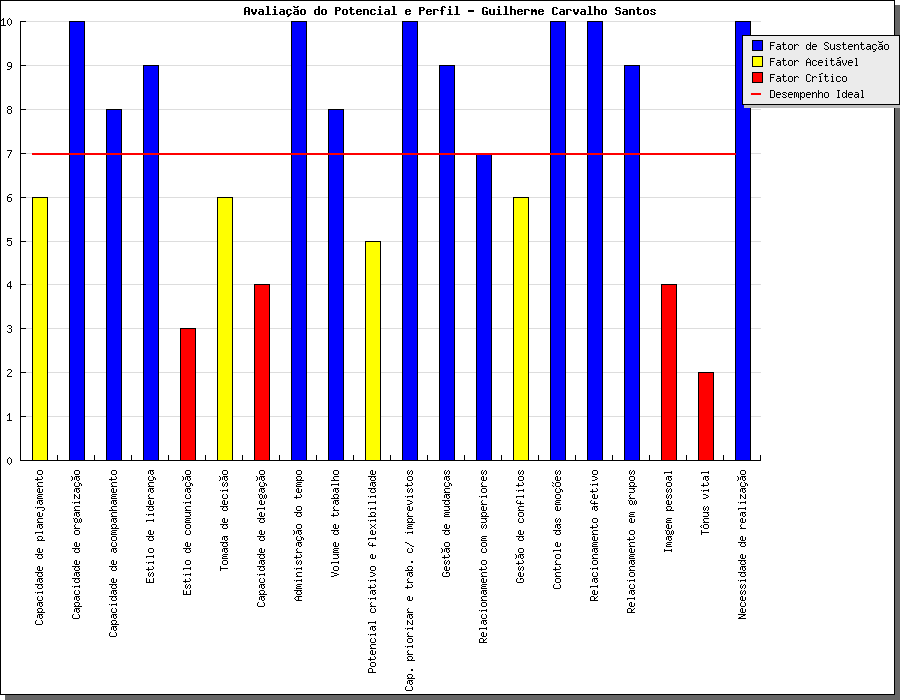 Avaliação do Potencial e Perfil - Guilherme Carvalho Santos
10
9
8
7
6
5
4
3
2
1
0
Fator de Sustentação
Fator Aceitável
Fator Crítico
Desempenho Ideal
Capacidade de planejamento
Capacidade de organização
Capacidade de acompanhamento
Estilo de liderança
Estilo de comunicação
Tomada de decisão
Capacidade de delegação
Administração do tempo
Volume de trabalho
Potencial criativo e flexibilidade
Cap. priorizar e trab. c/ imprevistos
Gestão de mudanças
Relacionamento com superiores
Gestão de conflitos
Controle das emoções
Relacionamento afetivo
Relacionamento em grupos
Imagem pessoal
Tônus vital
Necessidade de realização